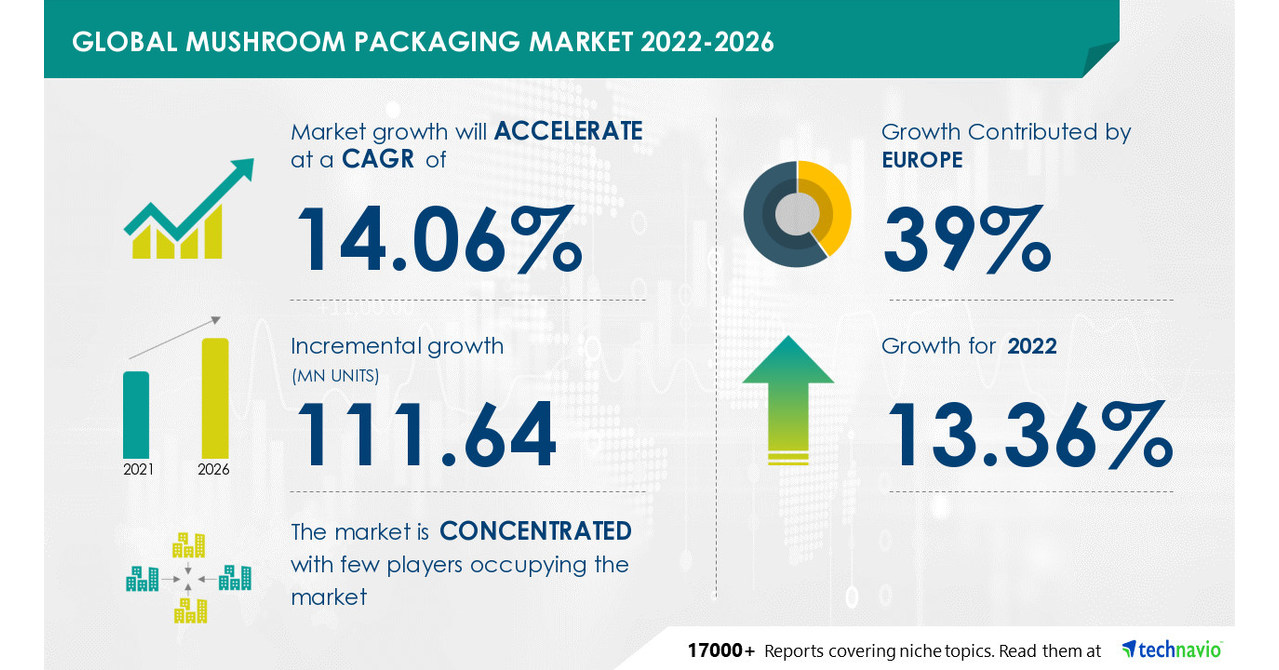 GLOBAL MUSHROOM PACKAGING MARKET 2022-2026
Market growth will ACCELERATE
at a CAGR of
14.06%
Incremental growth
(MN UNITS)
111.64
2021
2026
The market is CONCENTRATED
with few players occupying the
market
Growth Contributed by
EUROPE
39%
Growth for 2022
13.36%
17000+ Reports covering niche topics. Read them at
technavio